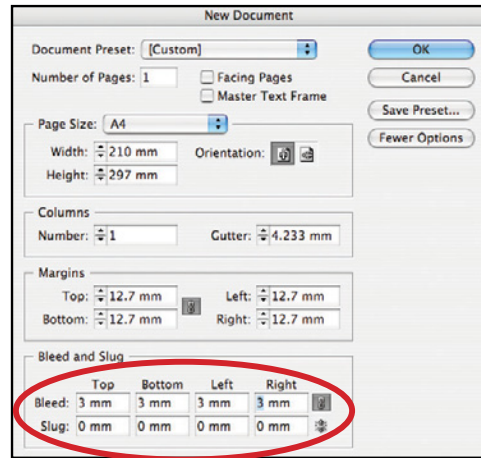 New Document
Document Preset: [Custom]
OK
Number of Pages: 1
Facing Pages
Cancel
Master Text Frame
Save Preset...
Page Size: A4
Fewer Options
Width: 210 mm
Orientation:
Height: 297 mm
Columns
Number: 1
Gutter: 4.233 mm
Margins
Top: 12.7 mm
Left: 12.7 mm
Bottom: 12.7 mm
Right: 12.7 mm
Bleed and Slug
Top Bottom Left Right
Bleed: 3 mm 3 mm 3 mm 3 mm
Slug: 0 mm 0 mm 0 mm 0 mm